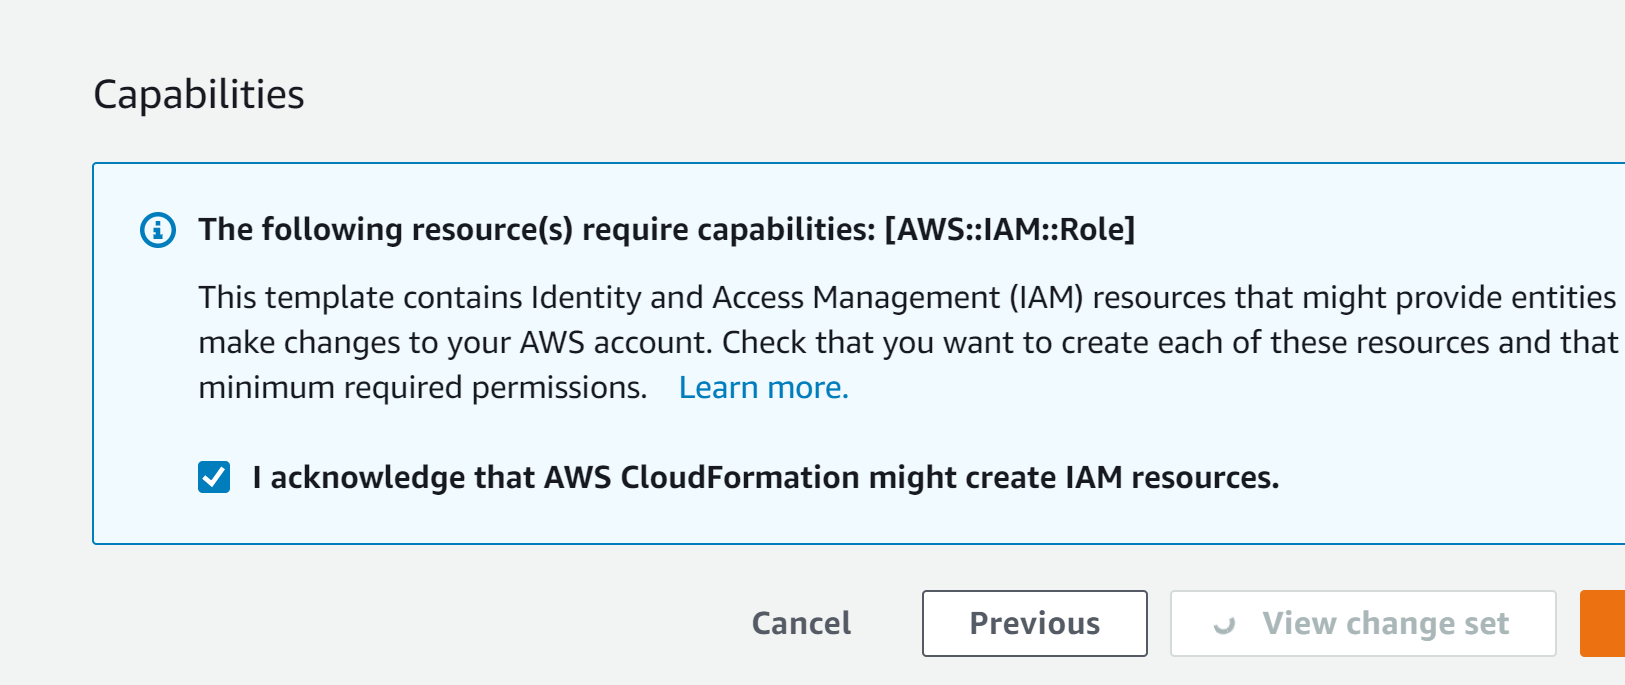 Capabilities
The following resource(s) require capabilities: [AWS::IAM::Role]
This template contains Identity and Access Management (IAM) resources that might provide entities
make changes to your AWS account. Check that you want to create each of these resources and that
minimum required permissions. Learn more.
I acknowledge that AWS CloudFormation might create IAM resources.
Cancel Previous View change set